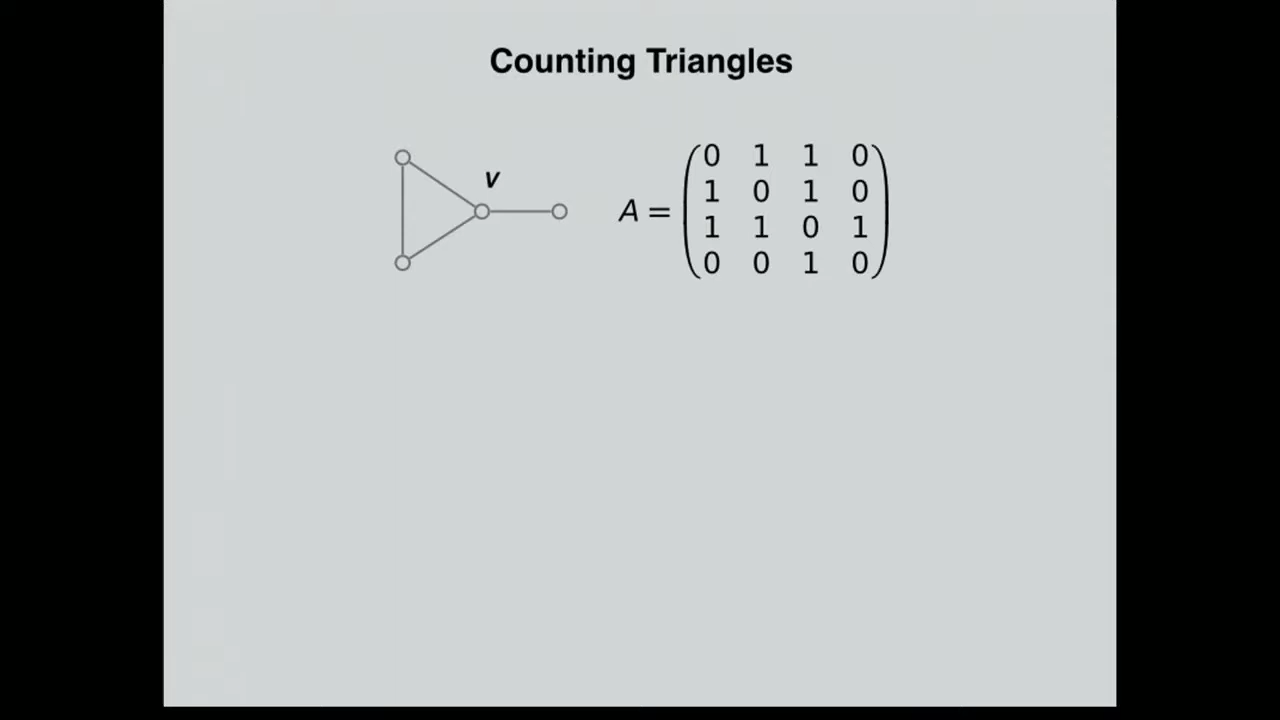 Counting Triangles
v
A = 
0 1 1 0
1 0 1 0
1 1 0 1
0 0 1 0